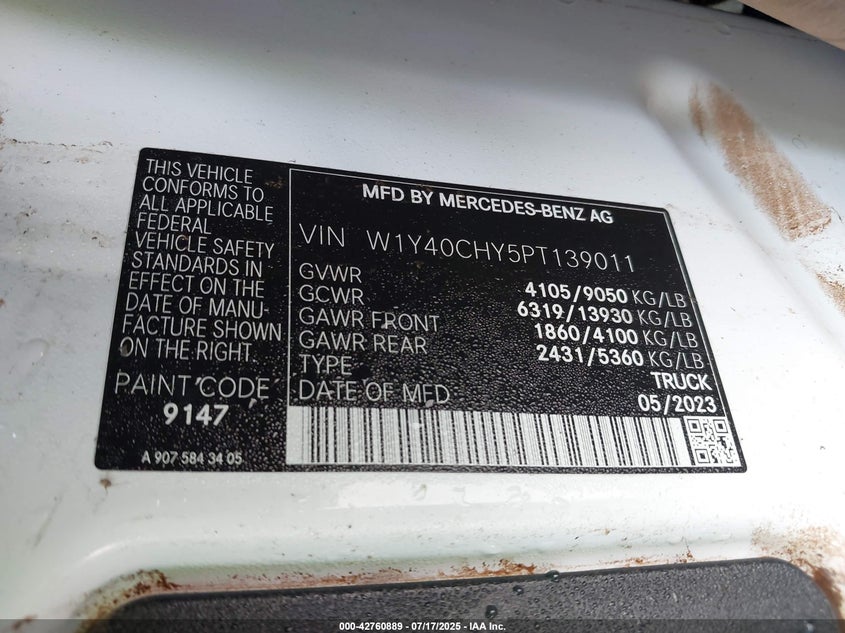 THIS VEHICLE
CONFORMS TO
ALL APPLICABLE
FEDERAL
VEHICLE SAFETY
STANDARDS IN
EFFECT ON THE
DATE OF MANU-
FACTURE SHOWN
ON THE RIGHT.
PAINT CODE
9147
A 907 584 34 05
MFD BY MERCEDES-BENZ AG
VIN W1Y40CHY5PT139011
GVWR 4105/9050 KG/LB
GCWR 6319/13930 KG/LB
GAWR FRONT 1860/4100 KG/LB
GAWR REAR 2431/5360 KG/LB
TYPE TRUCK
DATE OF MFD 05/2023
000-42760889 - 07/17/2025 - IAA Inc.